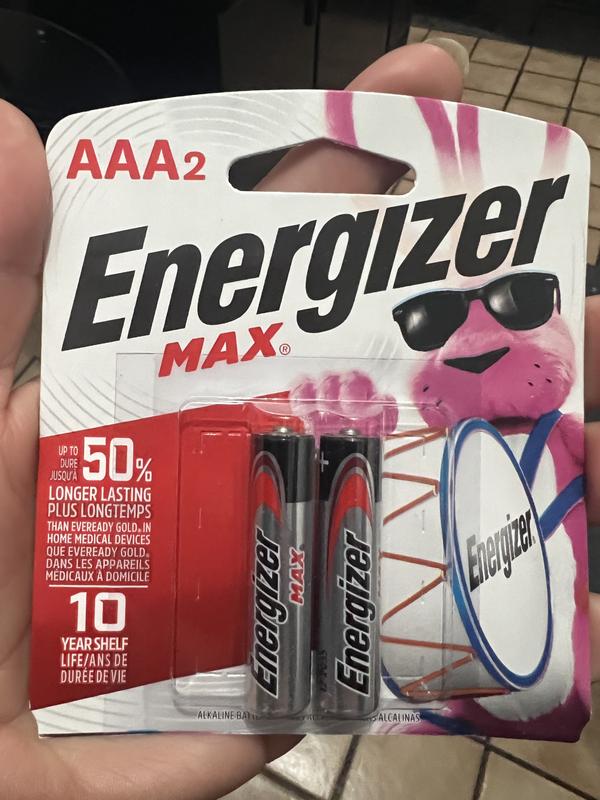 AAA2
Energizer
MAX®
UP TO
DURE
JUSQU'À
50%
LONGER LASTING
PLUS LONGTEMPS
THAN EVEREADY GOLD® IN
HOME MEDICAL DEVICES
QUE EVEREADY GOLD®
DANS LES APPAREILS
MÉDICAUX À DOMICILE
10
YEAR SHELF
LIFE/ANS DE
DURÉE DE VIE
Energizer
MAX®
+
Energizer
12-2035
Energizer®
ALKALINE ALCALINAS